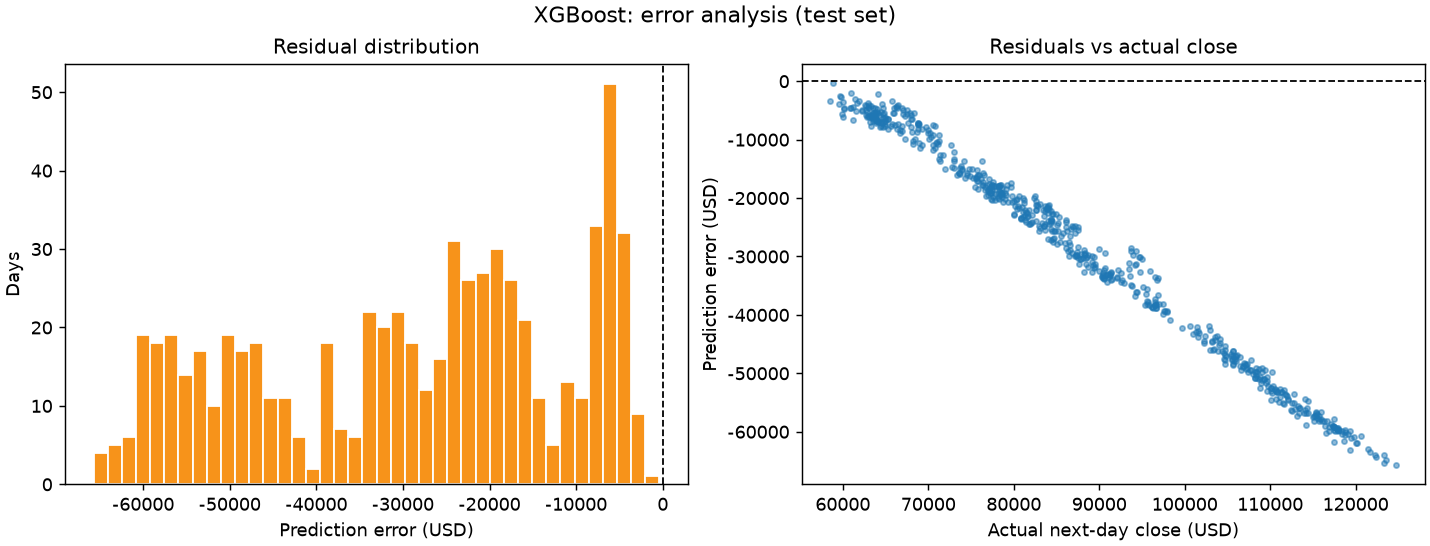 XGBoost: error analysis (test set)
Residual distribution
Days
50
40
30
20
10
0
-60000 -50000 -40000 -30000 -20000 -10000 0
Prediction error (USD)
Residuals vs actual close
Prediction error (USD)
0
-10000
-20000
-30000
-40000
-50000
-60000
60000 70000 80000 90000 100000 110000 120000
Actual next-day close (USD)